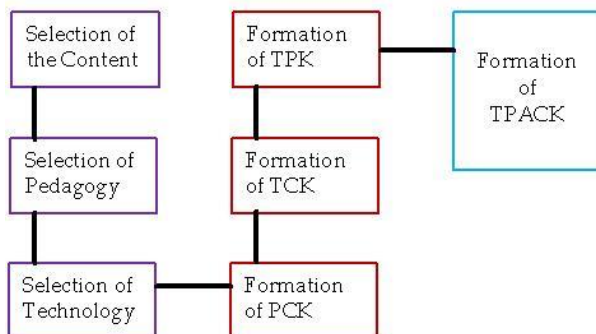 Selection of
the Content
Selection of
Pedagogy
Selection of
Technology
Formation
of PCK
Formation
of TCK
Formation
of TPK
Formation
of
TPACK